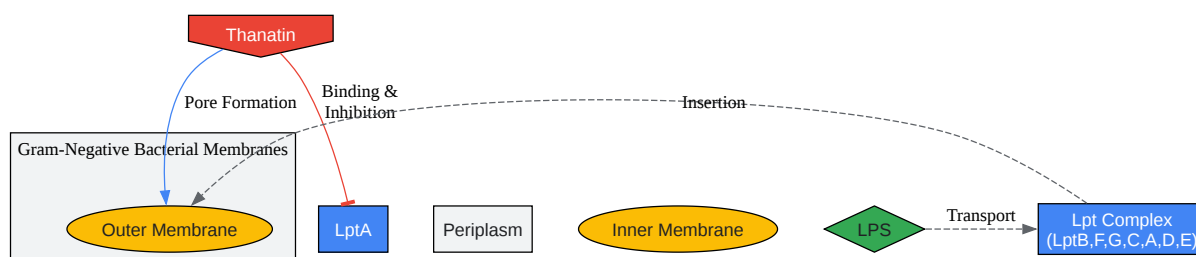 Thanatin
Pore Formation
Binding &
Inhibition
Insertion
Gram-Negative Bacterial Membranes
Outer Membrane
LptA
Periplasm
Inner Membrane
LPS
Transport
Lpt Complex
(LptB,F,G,C,A,D,E)